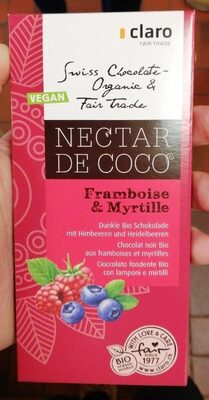 claro
FAIR TRADE
Swiss Chocolate -
Organic &
Fair Trade
VEGAN
NECTAR
DE COCO
Framboise
& Myrtille
Dunkle Bio Schokolade
mit Himbeeren und Heidelbeeren
Chocolat noir Bio
aux framboises et myrtilles
Cioccolato fondente Bio
con lamponi e mirtilli
BIO
WITH LOVE & CARE
fair
SINCE
1977
www.claro.ch